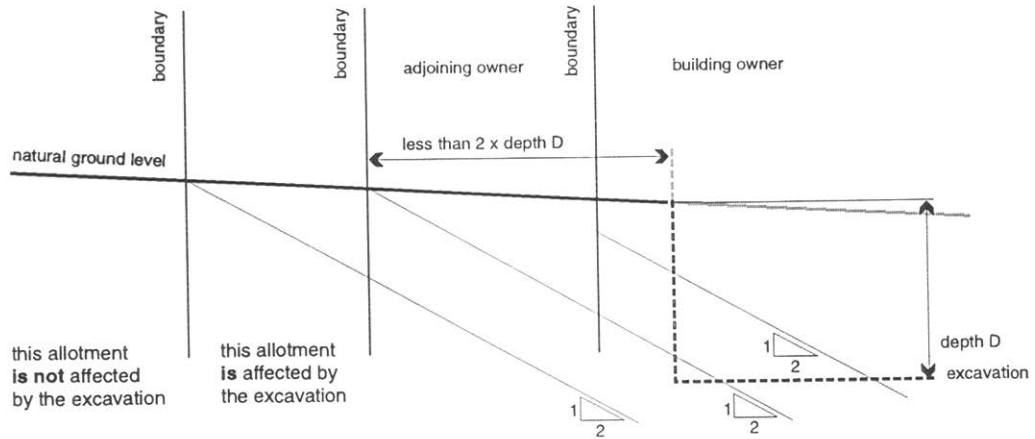 boundary
boundary
boundary
adjoining owner
building owner
less than 2 x depth D
natural ground level
this allotment
is not affected
by the excavation
this allotment
is affected by
the excavation
1
2
1
2
1
2
depth D
excavation